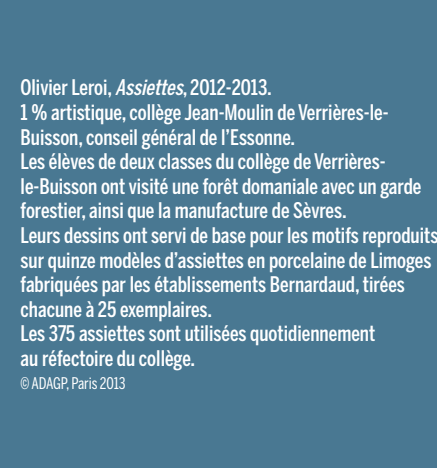 Olivier Leroi, Assiettes, 2012-2013.
1 % artistique, collège Jean-Moulin de Verrières-le-
Buisson, conseil général de l’Essonne.
Les élèves de deux classes du collège de Verrières-
le-Buisson ont visité une forêt domaniale avec un garde
forestier, ainsi que la manufacture de Sèvres.
Leurs dessins ont servi de base pour les motifs reproduits
sur quinze modèles d’assiettes en porcelaine de Limoges
fabriquées par les établissements Bernardaud, tirées
chacune à 25 exemplaires.
Les 375 assiettes sont utilisées quotidiennement
au réfectoire du collège.
© ADAGP, Paris 2013